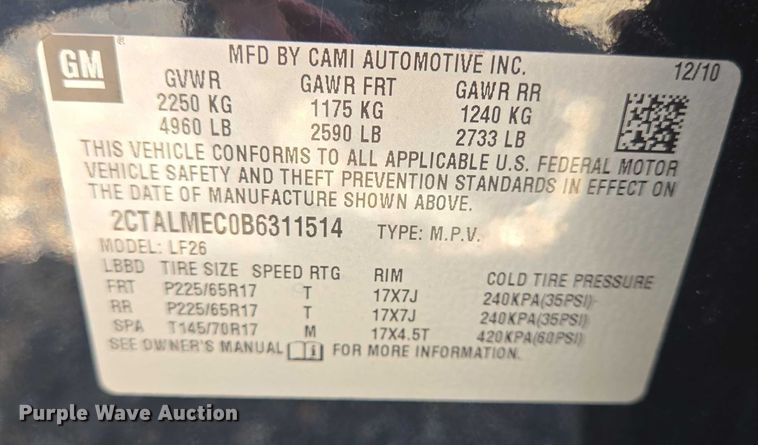 GM
®
MFD BY CAMI AUTOMOTIVE INC.
12/10
GVWR GAWR FRT GAWR RR
2250 KG 1175 KG 1240 KG
4960 LB 2590 LB 2733 LB
THIS VEHICLE CONFORMS TO ALL APPLICABLE U.S. FEDERAL MOTOR
VEHICLE SAFETY AND THEFT PREVENTION STANDARDS IN EFFECT ON
THE DATE OF MANUFACTURE SHOWN ABOVE.
2CTALMEC0B6311514 TYPE: M.P.V.
MODEL: LF26
LBBD TIRE SIZE SPEED RTG RIM COLD TIRE PRESSURE
FRT P225/65R17 T 17X7J 240KPA(35PSI)
RR P225/65R17 T 17X7J 240KPA(35PSI)
SPA T145/70R17 M 17X4.5T 420KPA(60PSI)
SEE OWNER'S MANUAL FOR MORE INFORMATION.
Purple Wave Auction